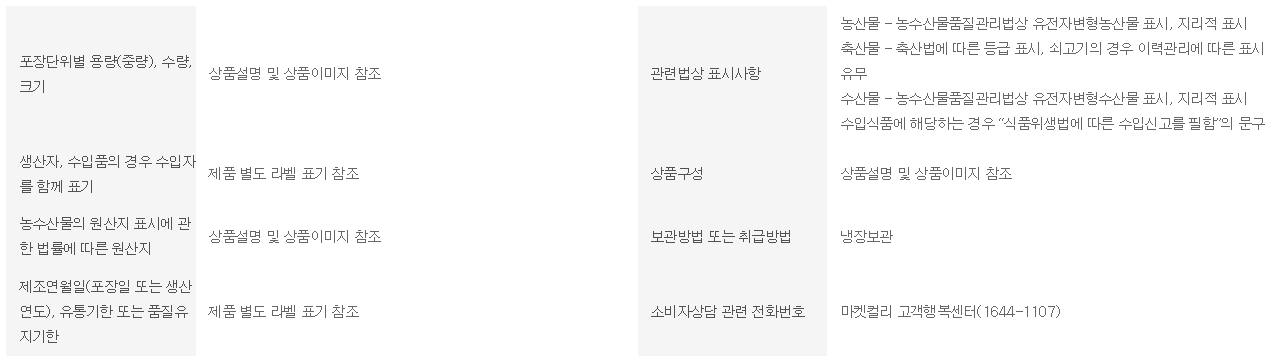 포장단위별 용량(중량), 수량,
크기
상품설명 및 상품이미지 참조
관련법상 표시사항
농산물 - 농수산물품질관리법상 유전자변형농산물 표시, 지리적 표시
축산물 - 축산법에 따른 등급 표시, 쇠고기의 경우 이력관리에 따른 표시
유무
수산물 - 농수산물품질관리법상 유전자변형수산물 표시, 지리적 표시
수입식품에 해당하는 경우 “식품위생법에 따른 수입신고를 필함”의 문구
생산자, 수입품의 경우 수입자
를 함께 표기
제품 별도 라벨 표기 참조
상품구성
상품설명 및 상품이미지 참조
농수산물의 원산지 표시에 관
한 법률에 따른 원산지
상품설명 및 상품이미지 참조
보관방법 또는 취급방법
냉장보관
제조연월일(포장일 또는 생산
연도), 유통기한 또는 품질유
지기한
제품 별도 라벨 표기 참조
소비자상담 관련 전화번호
마켓컬리 고객행복센터(1644-1107)